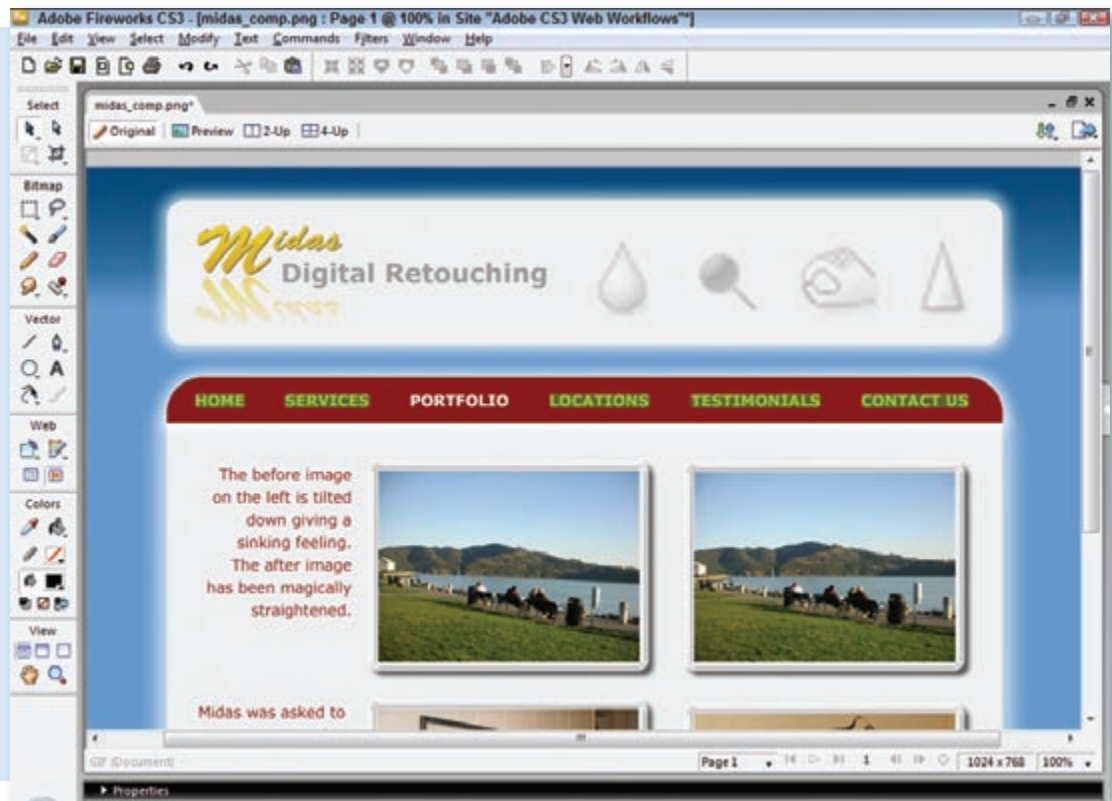 Adobe Fireworks CS3 - [midas_comp.png : Page 1 @ 100% in Site "Adobe CS3 Web Workflows"*]
File Edit View Select Modify Text Commands Filters Window Help
Select
midas_comp.png*
Original Preview 2-Up 4-Up
Bitmap
Midas
Digital Retouching
Vector
A
HOME SERVICES PORTFOLIO LOCATIONS TESTIMONIALS CONTACT US
Web
The before image
on the left is tilted
down giving a
sinking feeling.
The after image
has been magically
straightened.
Colors
View
Midas was asked to
GIF (Document)
Page 1 1 1024 x 768 100%
Properties